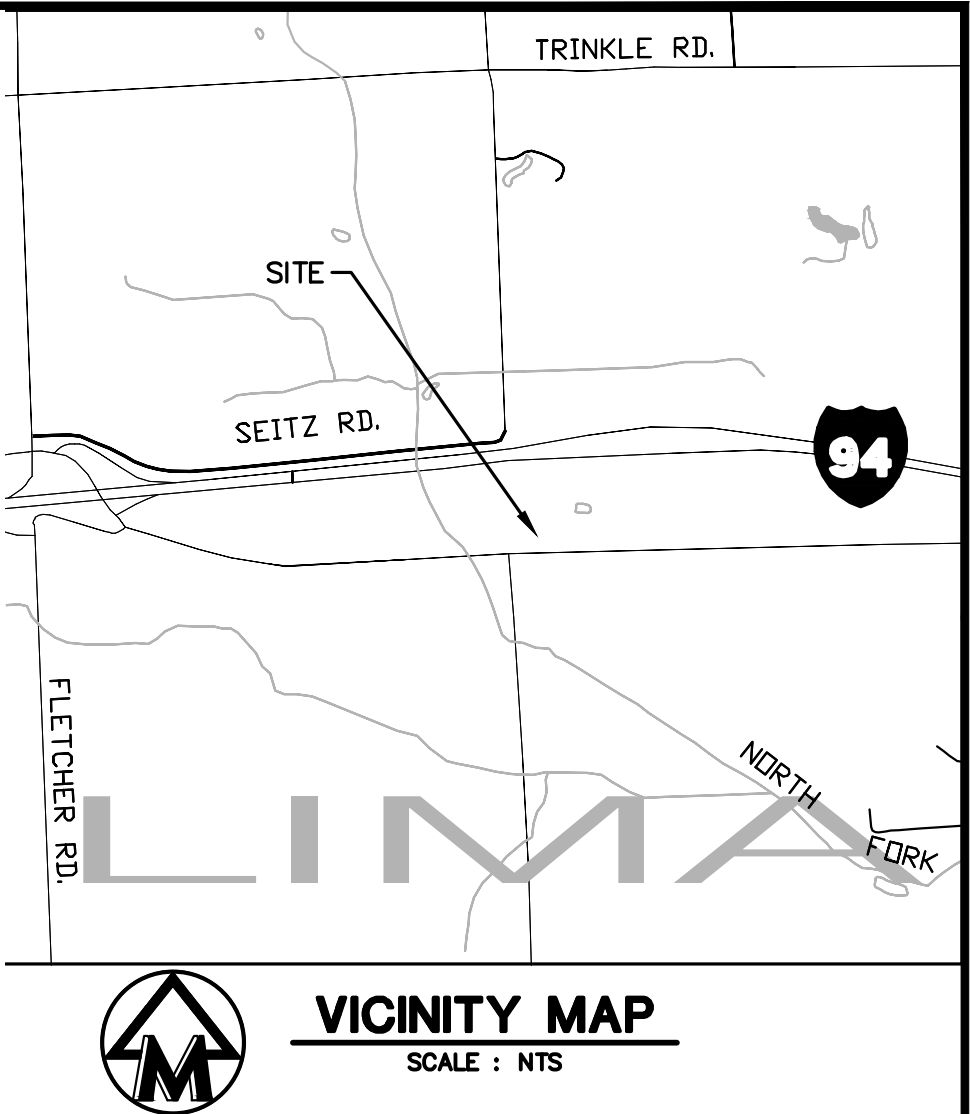 TRINKLE RD.
SITE
SEITZ RD.
94
FLETCHER RD.
NORTH
FORK
LIMA
M
VICINITY MAP
SCALE : NTS